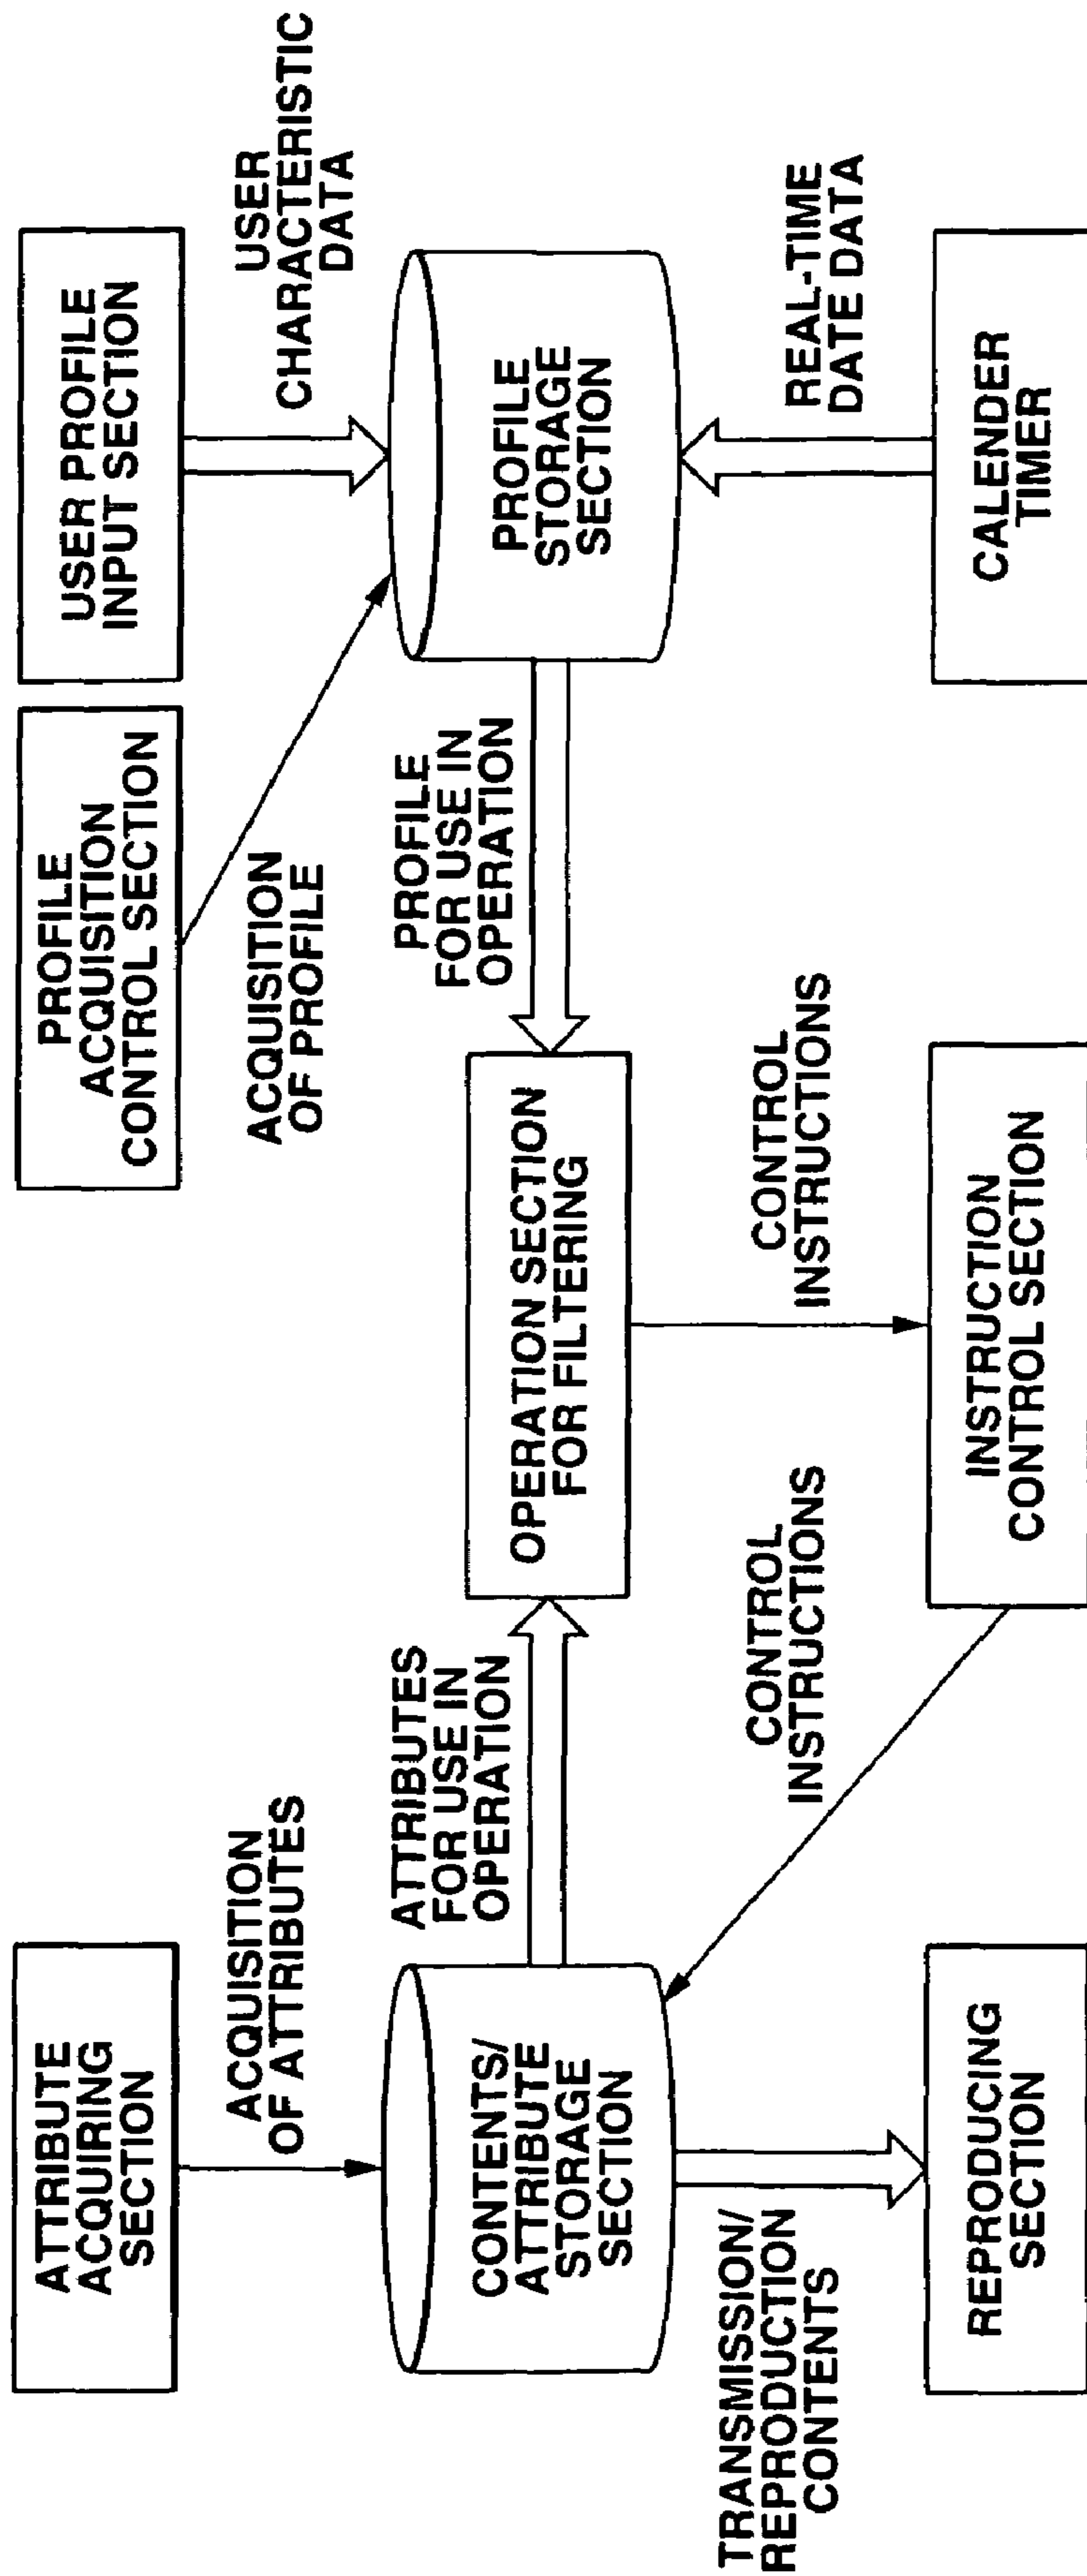 ATTRIBUTE
ACQUIRING
SECTION
PROFILE
ACQUISITION
CONTROL SECTION
USER PROFILE
INPUT SECTION
ACQUISITION
OF ATTRIBUTES
ACQUISITION
OF PROFILE
USER
CHARACTERISTIC
DATA
CONTENTS/
ATTRIBUTE
STORAGE
SECTION
ATTRIBUTES
FOR USE IN
OPERATION
OPERATION SECTION
FOR FILTERING
PROFILE
FOR USE IN
OPERATION
PROFILE
STORAGE
SECTION
TRANSMISSION/
REPRODUCTION
CONTENTS
CONTROL
INSTRUCTIONS
CONTROL
INSTRUCTIONS
REAL-TIME
DATE DATA
REPRODUCING
SECTION
INSTRUCTION
CONTROL SECTION
CALENDER
TIMER